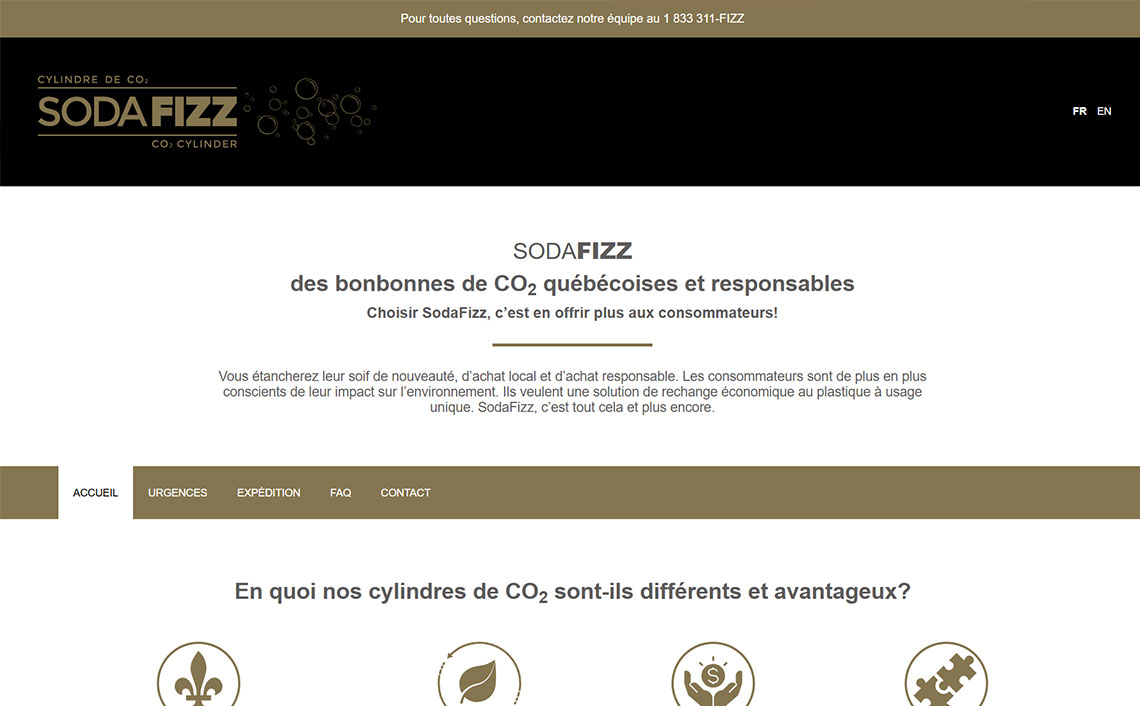 Pour toutes questions, contactez notre équipe au 1 833 311-FIZZ
CYLINDRE DE CO₂
SODAFIZZ
CO₂ CYLINDER
FR EN
SODAFIZZ
des bonbonnes de CO₂ québécoises et responsables
Choisir SodaFizz, c’est en offrir plus aux consommateurs!
Vous étancherez leur soif de nouveauté, d’achat local et d’achat responsable. Les consommateurs sont de plus en plus
conscients de leur impact sur l’environnement. Ils veulent une solution de rechange économique au plastique à usage
unique. SodaFizz, c’est tout cela et plus encore.
ACCUEIL URGENCES EXPÉDITION FAQ CONTACT
En quoi nos cylindres de CO₂ sont-ils différents et avantageux?
$